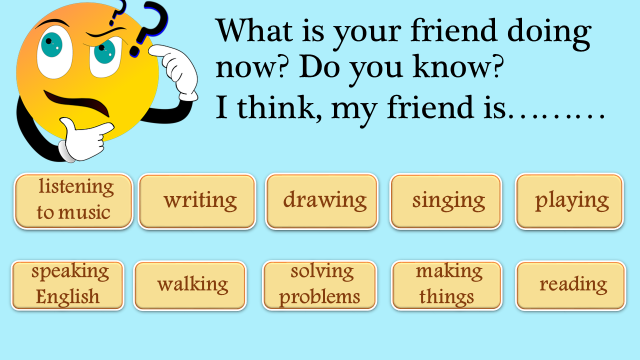 What is your friend doing
now? Do you know?
I think, my friend is………
listening
to music
writing
drawing
singing
playing
speaking
English
walking
solving
problems
making
things
reading